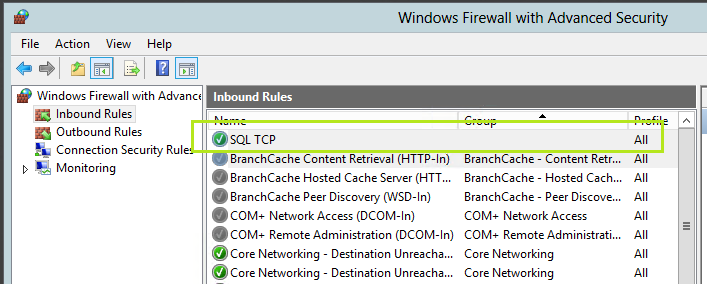 Windows Firewall with Advanced Security
File Action View Help
Windows Firewall with Advance
Inbound Rules
Outbound Rules
Connection Security Rules
Monitoring
Inbound Rules
Name Group Profile
SQL TCP All
BranchCache Content Retrieval (HTTP-In) BranchCache - Content Retr... All
BranchCache Hosted Cache Server (HTT... BranchCache - Hosted Cach... All
BranchCache Peer Discovery (WSD-In) BranchCache - Peer Discove... All
COM+ Network Access (DCOM-In) COM+ Network Access All
COM+ Remote Administration (DCOM-In) COM+ Remote Administrati... All
Core Networking - Destination Unreacha... Core Networking All
Core Networking - Destination Unreacha... Core Networking All